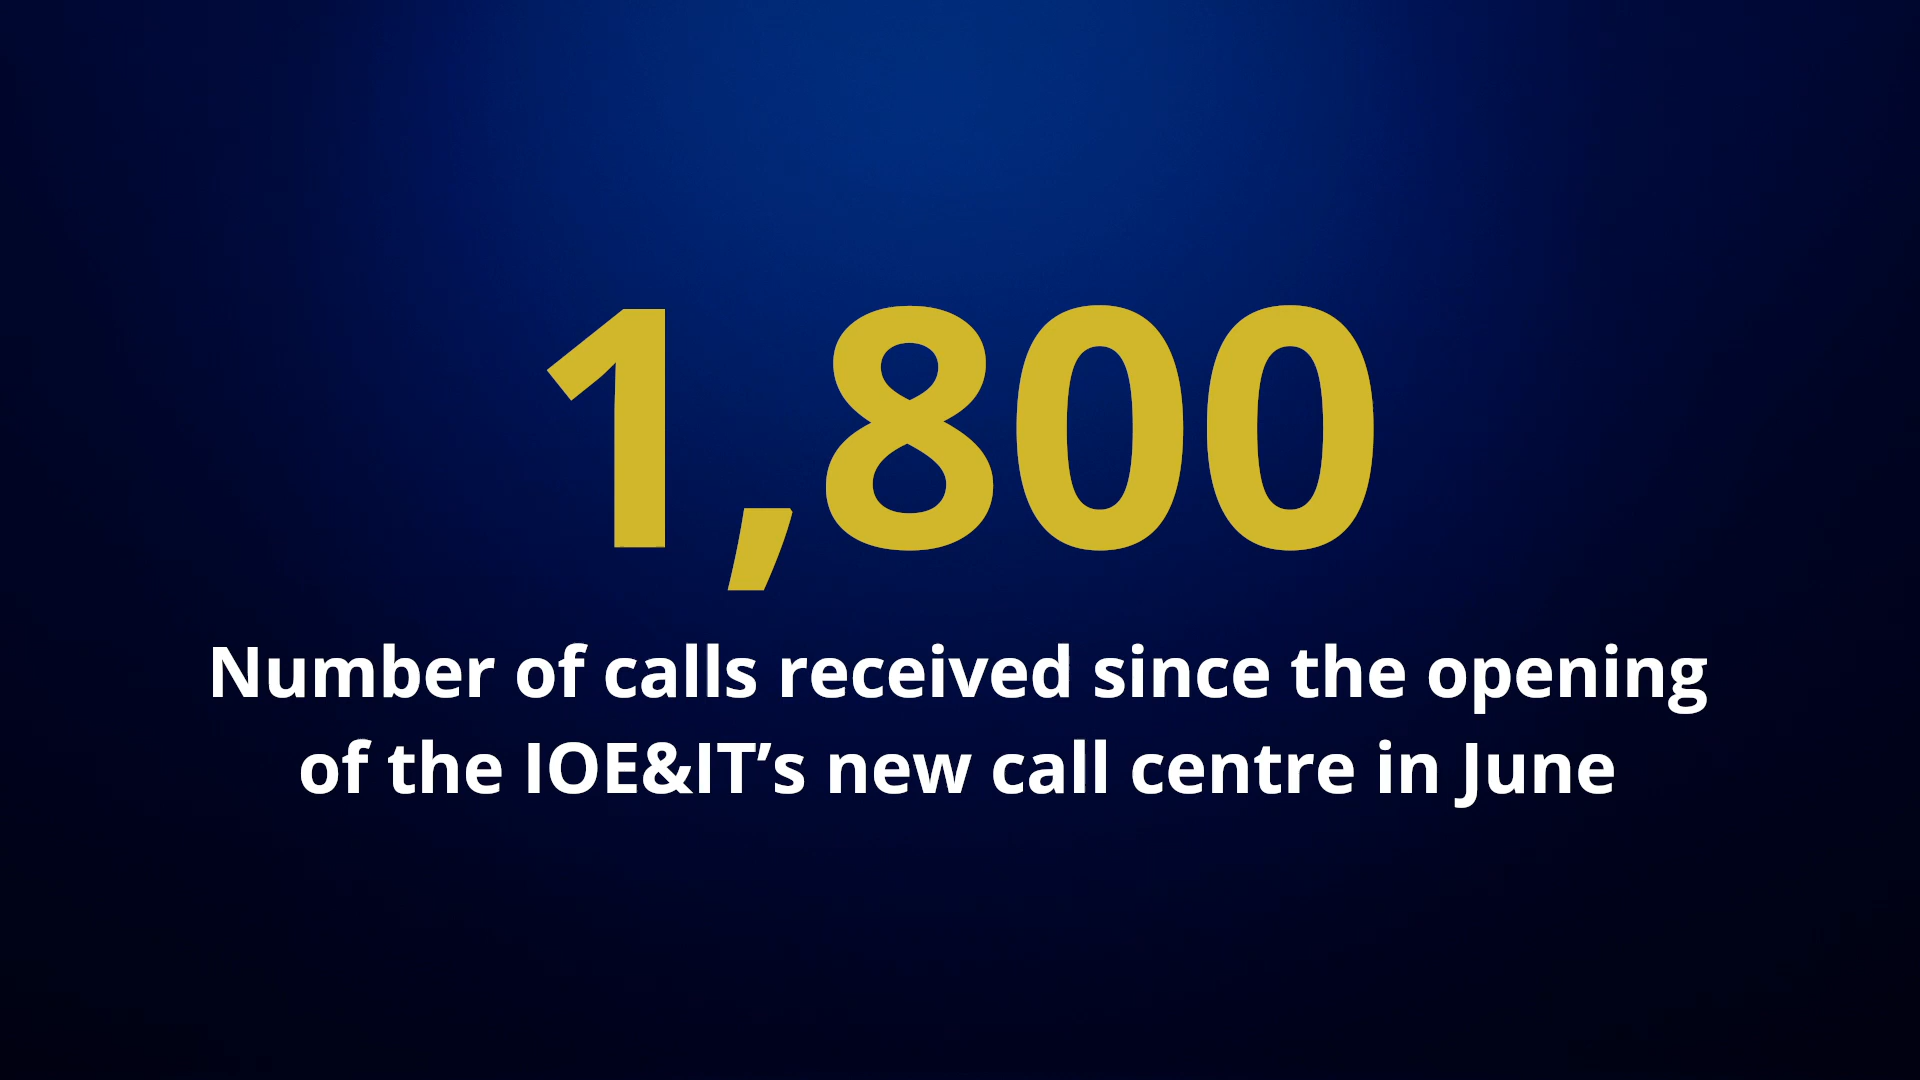 1,800
Number of calls received since the opening
of the IOE&IT’s new call centre in June